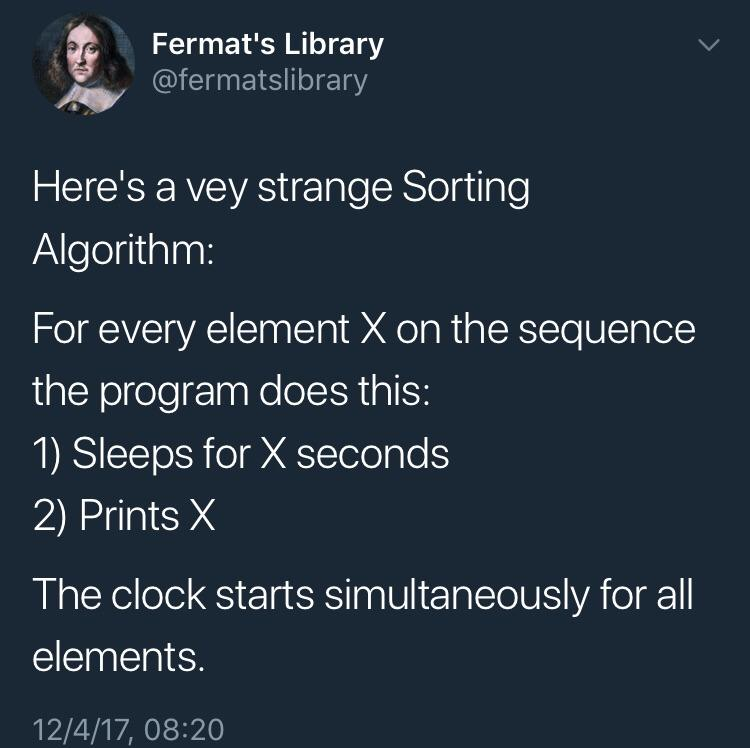 Fermat's Library
@fermatslibrary
Here's a vey strange Sorting
Algorithm:
For every element X on the sequence
the program does this:
1) Sleeps for X seconds
2) Prints X
The clock starts simultaneously for all
elements.
12/4/17, 08:20